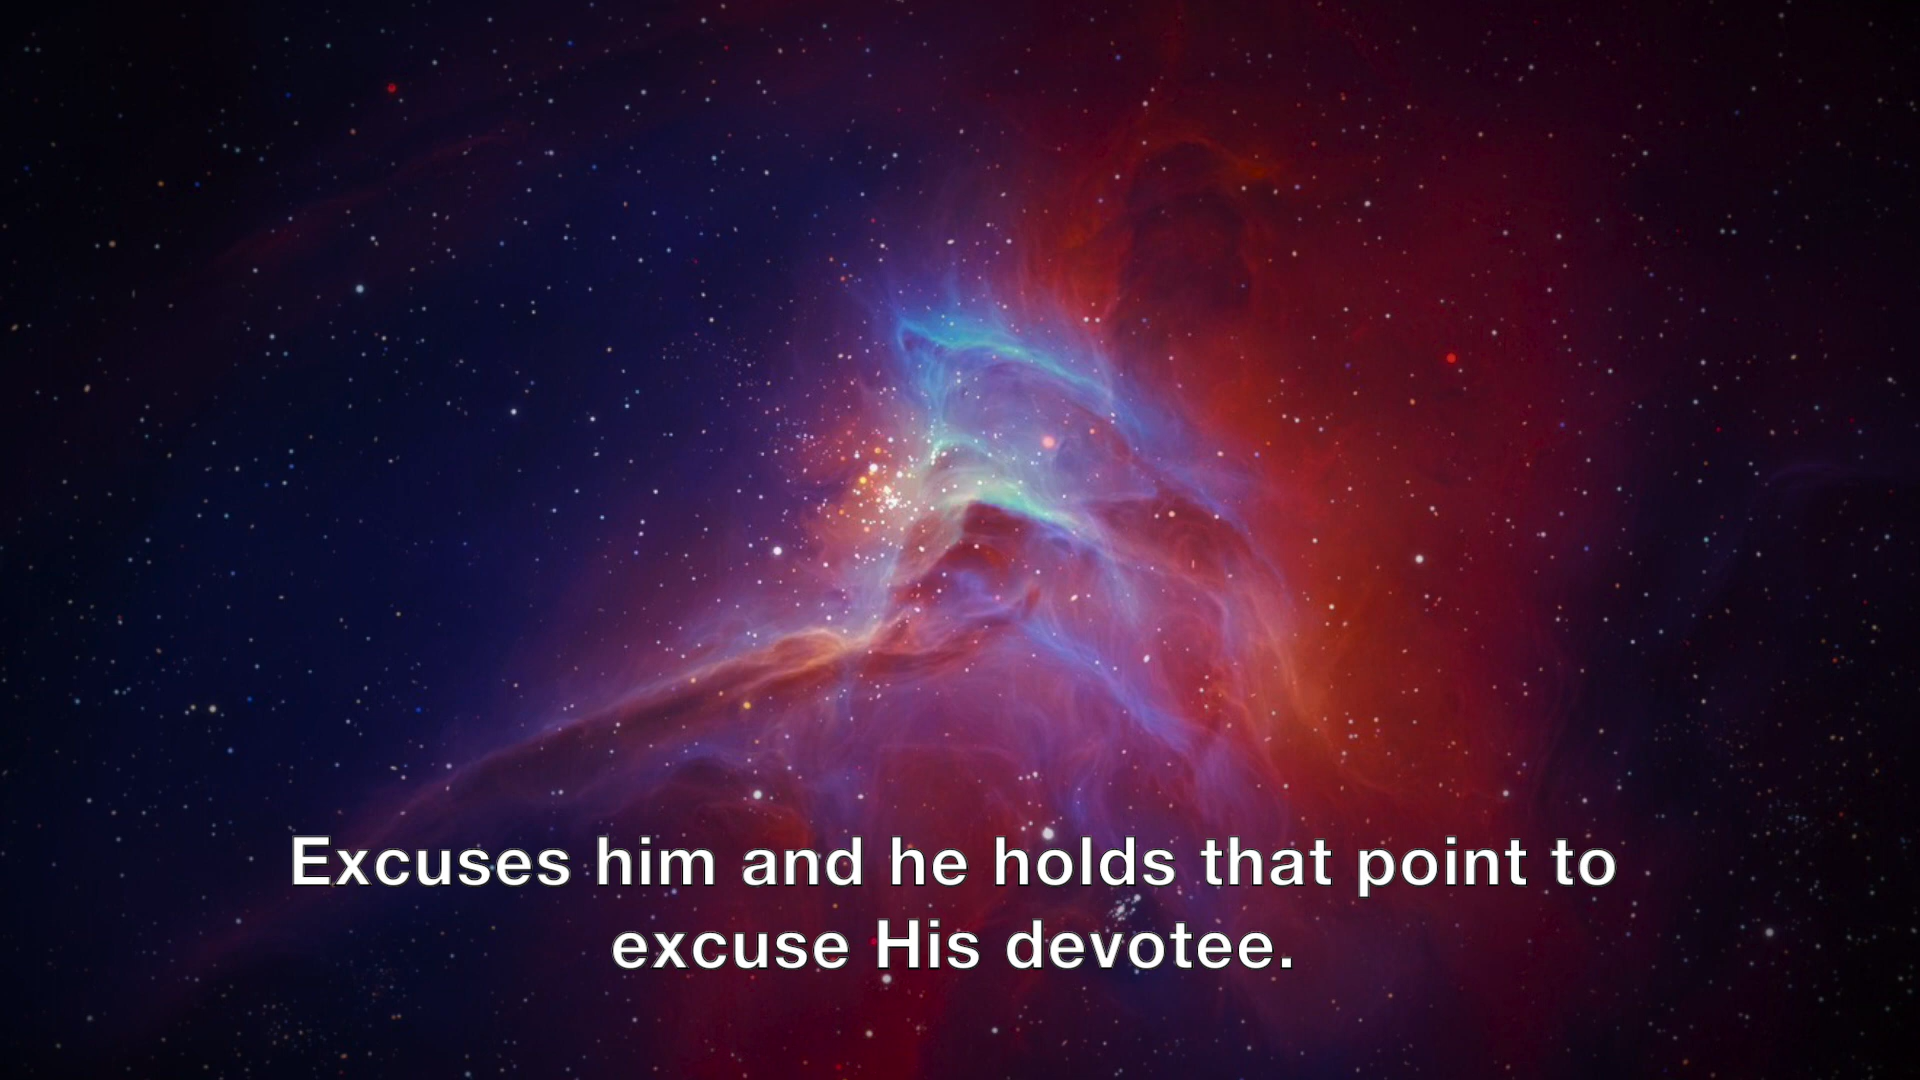 Excuses him and he holds that point to
excuse His devotee.